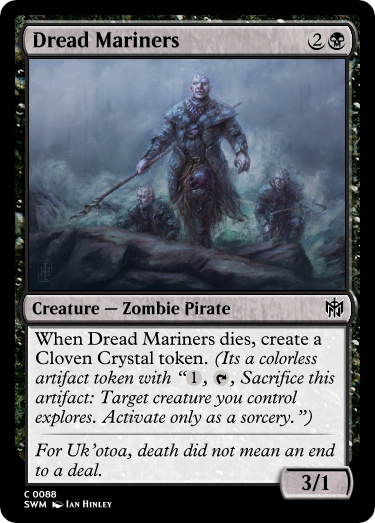 Dread Mariners 2
When Dread Mariners dies, create a
Cloven Crystal token. (Its a colorless
artifact token with “1, , Sacrifice this
artifact: Target creature you control
explores. Activate only as a sorcery.”)
For Uk'otoa, death did not mean an end
to a deal.
Creature — Zombie Pirate
3/1
C 0088
SWM Ian Hinley